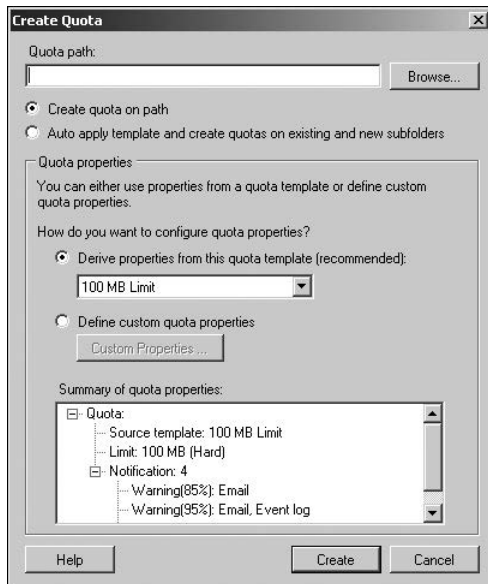 Create Quota
Quota path:
Browse...
Create quota on path
Auto apply template and create quotas on existing and new subfolders
Quota properties
You can either use properties from a quota template or define custom
quota properties.
How do you want to configure quota properties?
Derive properties from this quota template (recommended):
100 MB Limit
Define custom quota properties
Custom Properties ...
Summary of quota properties:
Quota:
Source template: 100 MB Limit
Limit: 100 MB (Hard)
Notification: 4
Warning(85%): Email
Warning(95%): Email, Event log
Help
Create
Cancel